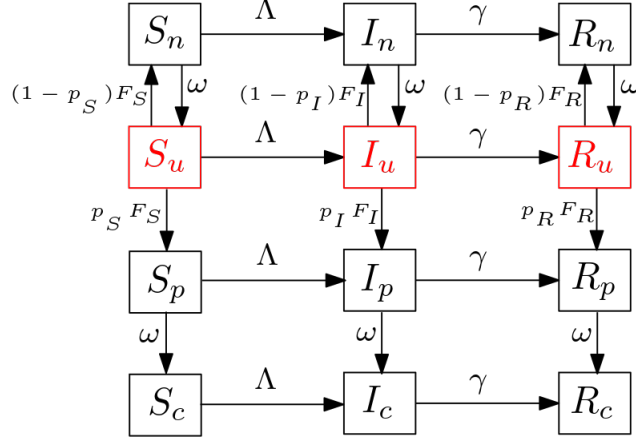 Λ γ
S_n I_n R_n
(1 - p_S)F_S ω (1 - p_I)F_I ω (1 - p_R)F_R ω
Λ γ
S_u I_u R_u
p_S F_S p_I F_I p_R F_R
Λ γ
S_p I_p R_p
ω ω ω
Λ γ
S_c I_c R_c